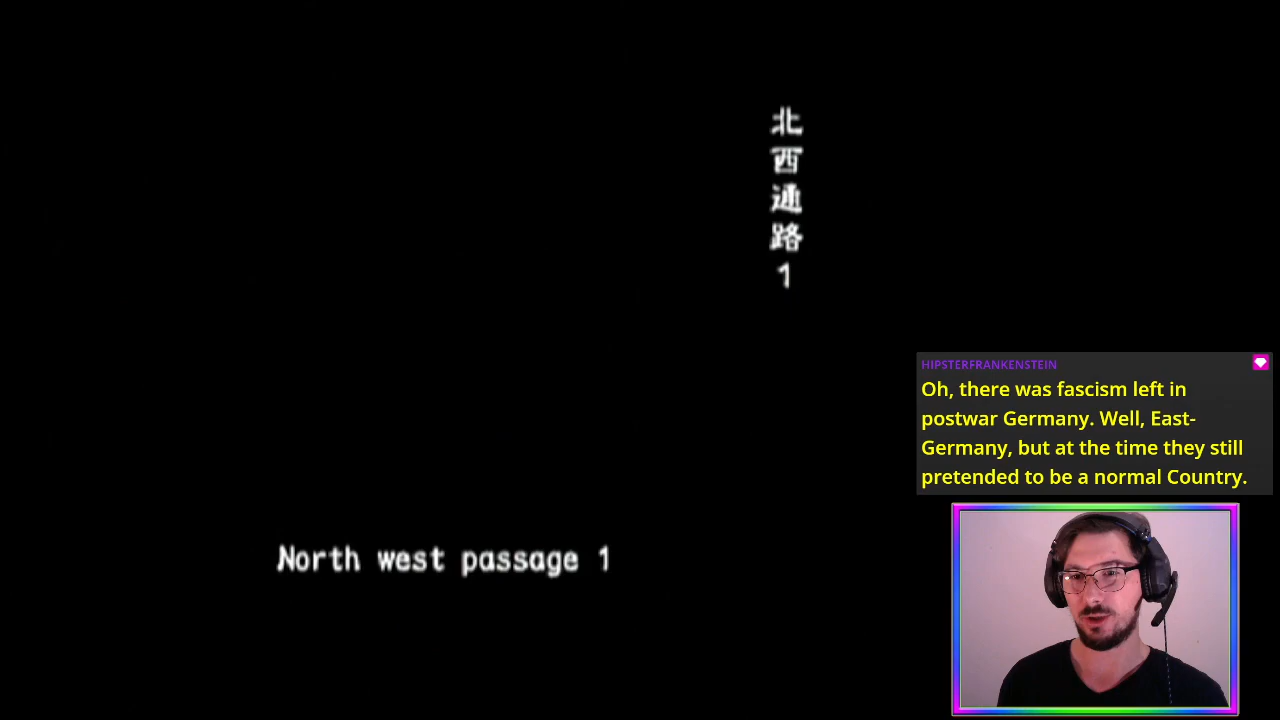 北西通路1
North west passage 1
HIPSTERFRANKENSTEIN
Oh, there was fascism left in
postwar Germany. Well, East-
Germany, but at the time they still
pretended to be a normal Country.